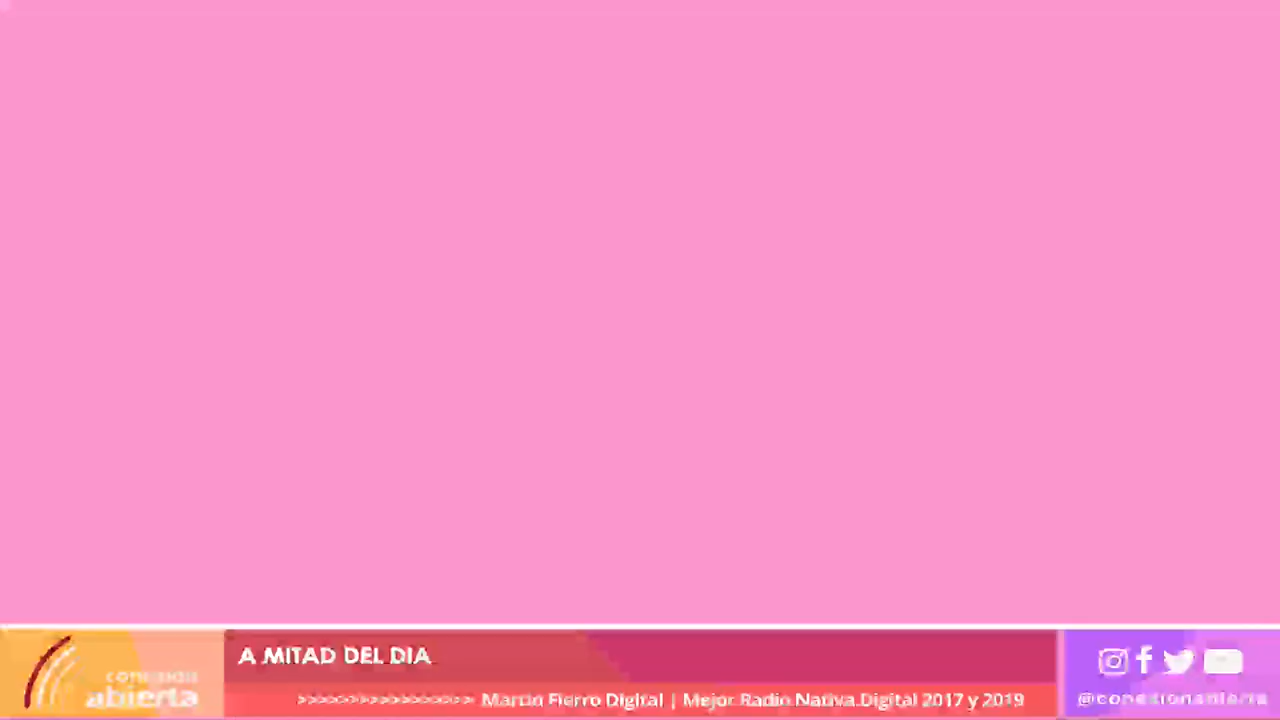 A MITAD DEL DIA
conexión
abierta
>>>>>>>>>>>>>>>>>>>> Martín Fierro Digital | Mejor Radio Nativa Digital 2017 y 2019
@conexionabierta